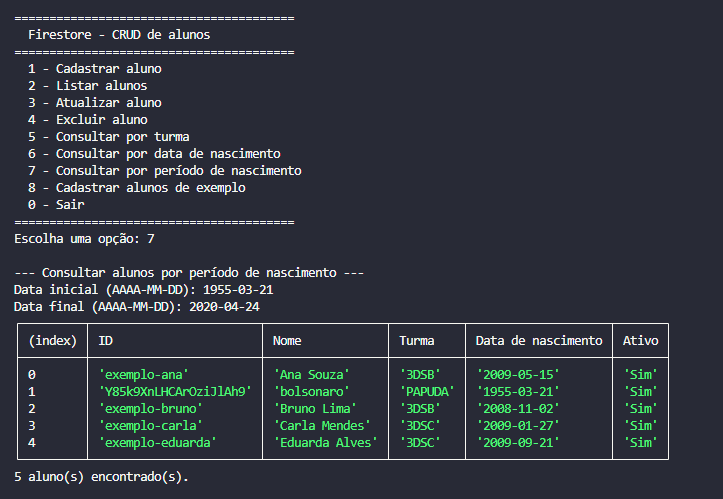 ========================================
Firestore - CRUD de alunos
========================================
1 - Cadastrar aluno
2 - Listar alunos
3 - Atualizar aluno
4 - Excluir aluno
5 - Consultar por turma
6 - Consultar por data de nascimento
7 - Consultar por período de nascimento
8 - Cadastrar alunos de exemplo
0 - Sair
========================================
Escolha uma opção: 7
--- Consultar alunos por período de nascimento ---
Data inicial (AAAA-MM-DD): 1955-03-21
Data final (AAAA-MM-DD): 2020-04-24
(index) ID Nome Turma Data de nascimento Ativo
0 'exemplo-ana' 'Ana Souza' '3DSB' '2009-05-15' 'Sim'
1 'Y85k9XnLHCArOziJlAh9' 'bolsonaro' 'PAPUDA' '1955-03-21' 'Sim'
2 'exemplo-bruno' 'Bruno Lima' '3DSB' '2008-11-02' 'Sim'
3 'exemplo-carla' 'Carla Mendes' '3DSC' '2009-01-27' 'Sim'
4 'exemplo-eduarda' 'Eduarda Alves' '3DSC' '2009-09-21' 'Sim'
5 aluno(s) encontrado(s).